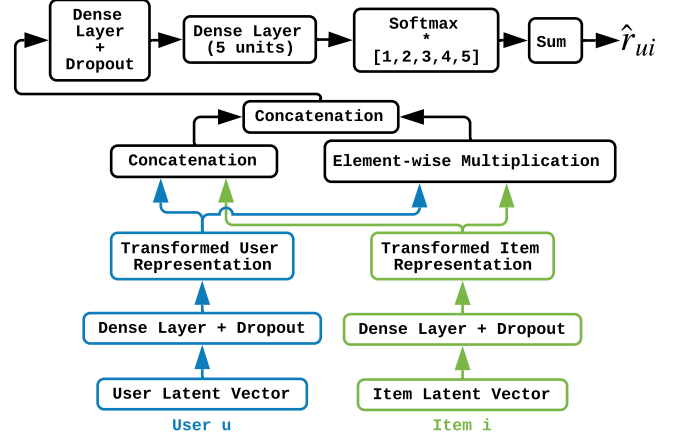 Dense
Layer
+
Dropout
Dense Layer
(5 units)
Softmax
*
[1,2,3,4,5]
Sum
r̂ui
Concatenation
Concatenation
Element-wise Multiplication
Transformed User
Representation
Transformed Item
Representation
Dense Layer + Dropout
Dense Layer + Dropout
User Latent Vector
Item Latent Vector
User u
Item i